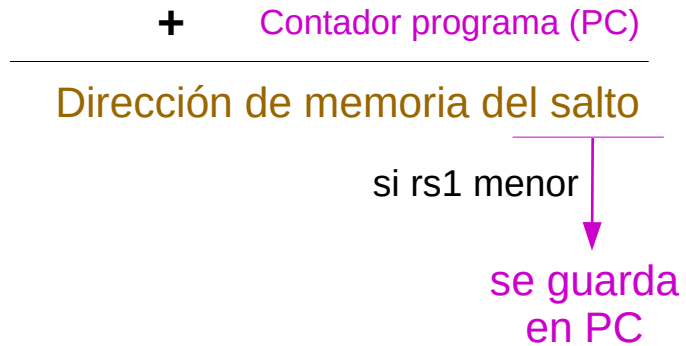 + Contador programa (PC)
Dirección de memoria del salto
si rs1 menor
se guarda
en PC